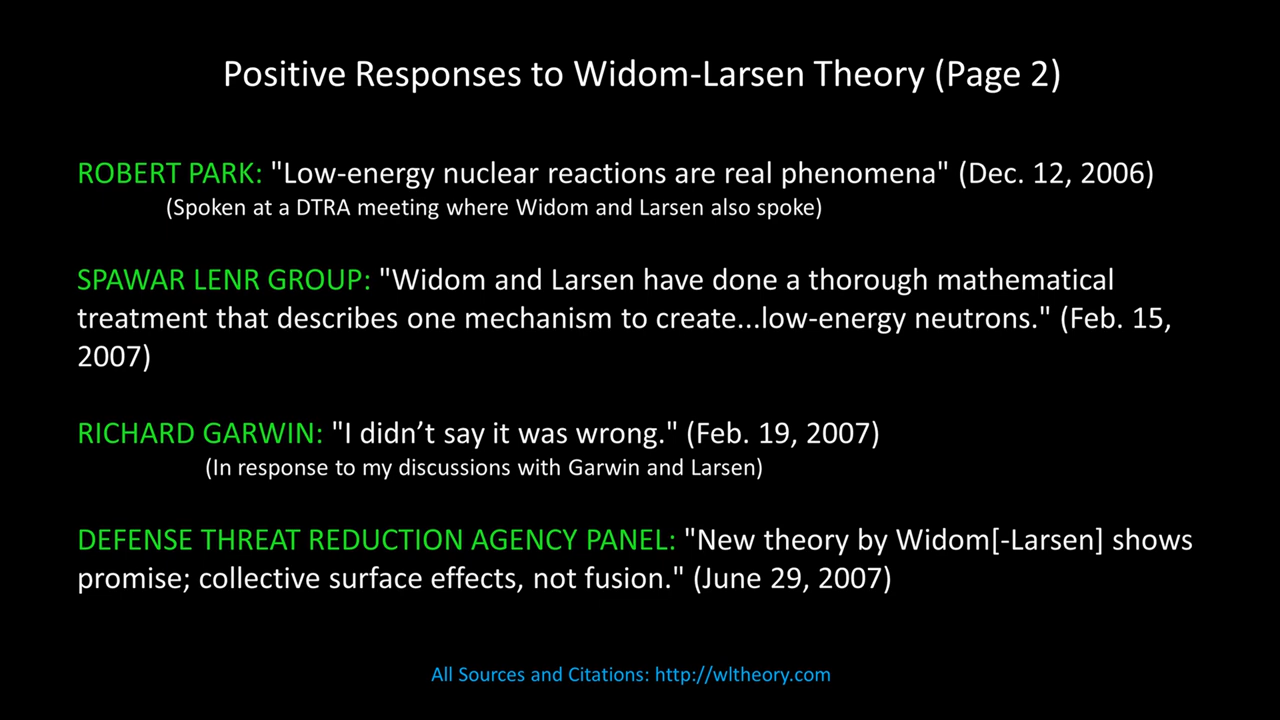 Positive Responses to Widom-Larsen Theory (Page 2)
ROBERT PARK: "Low-energy nuclear reactions are real phenomena" (Dec. 12, 2006)
(Spoken at a DTRA meeting where Widom and Larsen also spoke)
SPAWAR LENR GROUP: "Widom and Larsen have done a thorough mathematical
treatment that describes one mechanism to create...low-energy neutrons." (Feb. 15,
2007)
RICHARD GARWIN: "I didn’t say it was wrong." (Feb. 19, 2007)
(In response to my discussions with Garwin and Larsen)
DEFENSE THREAT REDUCTION AGENCY PANEL: "New theory by Widom[-Larsen] shows
promise; collective surface effects, not fusion." (June 29, 2007)
All Sources and Citations: http://wltheory.com